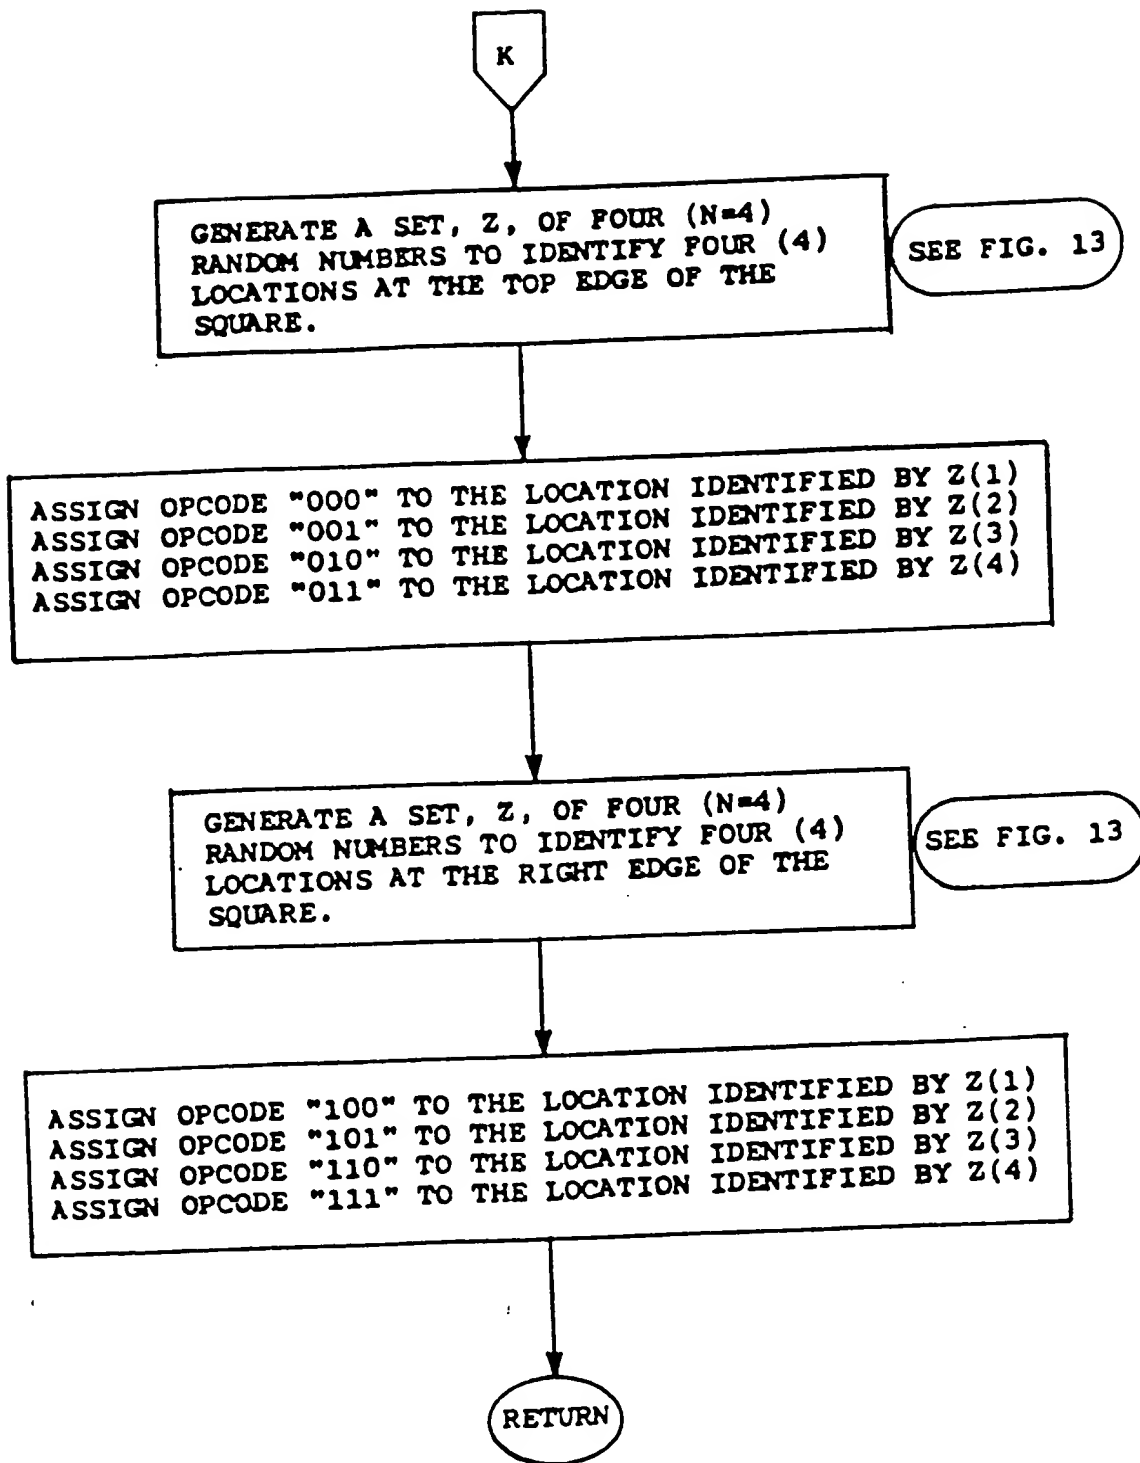 K
GENERATE A SET, Z, OF FOUR (N=4)
RANDOM NUMBERS TO IDENTIFY FOUR (4)
LOCATIONS AT THE TOP EDGE OF THE
SQUARE.
SEE FIG. 13
ASSIGN OPCODE "000" TO THE LOCATION IDENTIFIED BY Z(1)
ASSIGN OPCODE "001" TO THE LOCATION IDENTIFIED BY Z(2)
ASSIGN OPCODE "010" TO THE LOCATION IDENTIFIED BY Z(3)
ASSIGN OPCODE "011" TO THE LOCATION IDENTIFIED BY Z(4)
GENERATE A SET, Z, OF FOUR (N=4)
RANDOM NUMBERS TO IDENTIFY FOUR (4)
LOCATIONS AT THE RIGHT EDGE OF THE
SQUARE.
SEE FIG. 13
ASSIGN OPCODE "100" TO THE LOCATION IDENTIFIED BY Z(1)
ASSIGN OPCODE "101" TO THE LOCATION IDENTIFIED BY Z(2)
ASSIGN OPCODE "110" TO THE LOCATION IDENTIFIED BY Z(3)
ASSIGN OPCODE "111" TO THE LOCATION IDENTIFIED BY Z(4)
RETURN